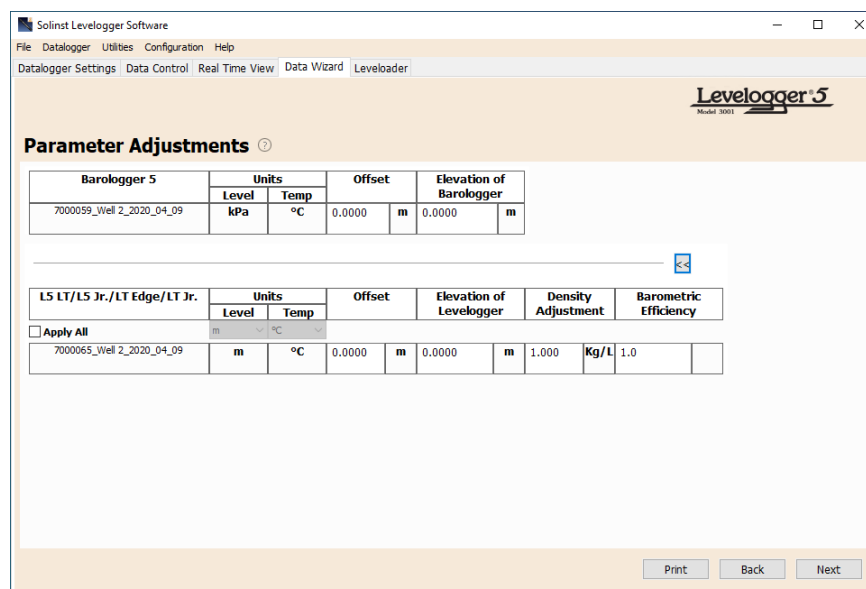 Solinst Levelogger Software
File Datalogger Utilities Configuration Help
Datalogger Settings Data Control Real Time View Data Wizard Leveloader
Levelogger® 5
Model 3001
Parameter Adjustments ?
Barologger 5 Units Offset Elevation of Barologger
Level Temp
7000059_Well 2_2020_04_09 kPa ºC 0.0000 m 0.0000 m
<<
L5 LT/L5 Jr./LT Edge/LT Jr. Units Offset Elevation of Levelogger Density Adjustment Barometric Efficiency
Level Temp
Apply All m ºC
7000065_Well 2_2020_04_09 m ºC 0.0000 m 0.0000 m 1.000 Kg/L 1.0
Print Back Next